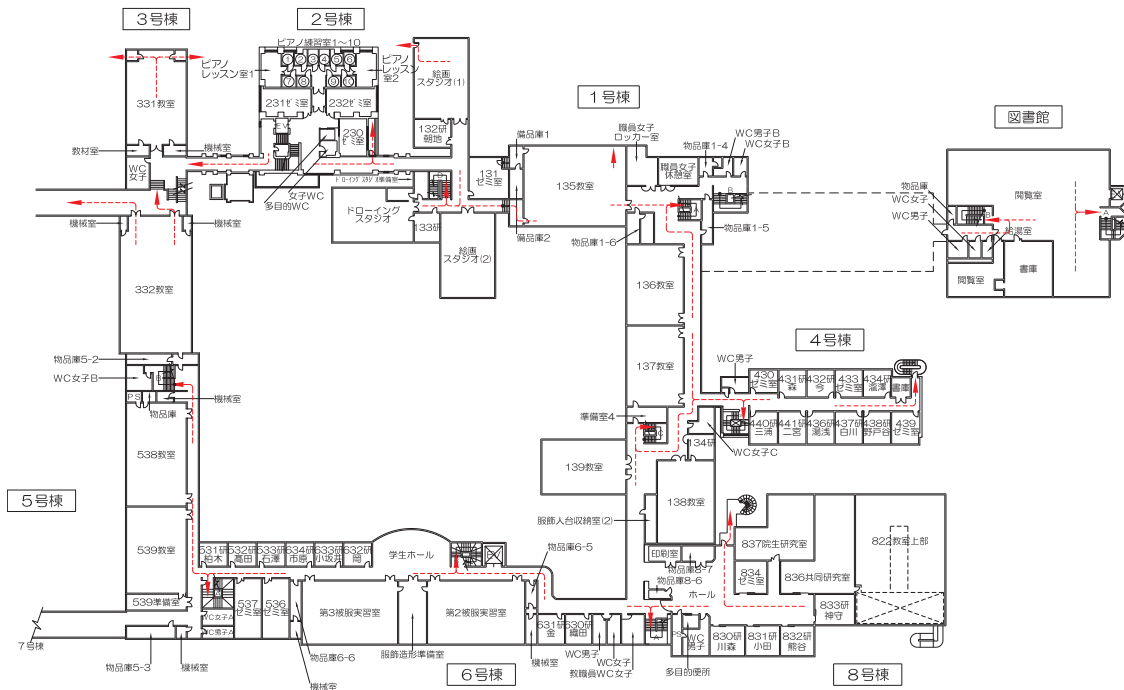 3号棟
2号棟
1号棟
図書館
ピアノ練習室1～10
ピアノ
レッスン室1
①②③④⑤⑥
⑦⑧⑨⑩
ピアノ
レッスン
室2
231ゼミ室
232ゼミ室
EV
230
ゼミ室
331教室
教材室
機械室
WC
女子
絵画
スタジオ(1)
132研
朝地
備品庫1
職員女子
ロッカー室
物品庫1-4
WC男子B
WC女子B
職員女子
休憩室
131
ゼミ室
135教室
ドローイングスタジオ準備室
女子WC
多目的WC
ドローイング
スタジオ
133研
絵画
スタジオ(2)
備品庫2
物品庫1-6
物品庫1-5
B
A
物品庫
WC女子
WC男子
給湯室
閲覧室
閲覧室
書庫
B
A
機械室
機械室
332教室
136教室
137教室
4号棟
WC男子
430
ゼミ室
431研
森
432研
今
433
ゼミ室
434研
瀧澤
書庫
440研
三浦
441研
二宮
436研
湯浅
437研
白川
438研
野戸谷
439
ゼミ室
物品庫5-2
WC女子B
B
PS
物品庫
機械室
538教室
準備室4
C
134研
WC女子C
139教室
138教室
5号棟
539教室
539準備室
服飾人台収納室(2)
印刷室
物品庫8-7
物品庫8-6
ホール
837院生研究室
822教室上部
834
ゼミ室
836共同研究室
833研
神守
531研
柏木
532研
高田
533研
石澤
634研
市原
633研
小坂井
632研
岡
学生ホール
物品庫6-5
WC女子A
WC男子A
537
ゼミ室
536
ゼミ室
第3被服実習室
第2被服実習室
631研
金
630研
織田
A
PS
WC
男子
830研
川森
831研
小田
832研
熊谷
7号棟
物品庫5-3
機械室
物品庫6-6
機械室
服飾造形準備室
機械室
WC男子
WC女子
教職員WC女子
多目的便所
6号棟
8号棟